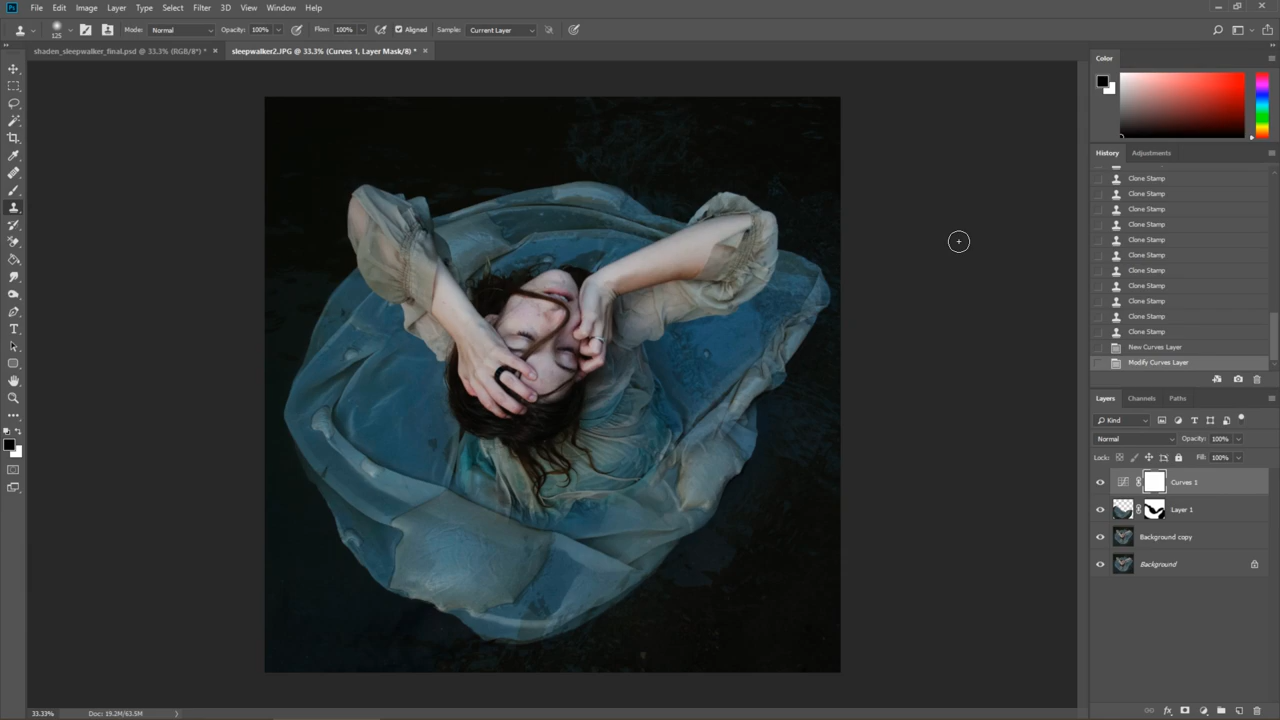 Ps File Edit Image Layer Type Select Filter 3D View Window Help
125 Mode: Normal Opacity: 100% Flow: 100% Aligned Sample: Current Layer
shaden_sleepwalker_final.psd @ 33.3% (RGB/8*) * × sleepwalker2.JPG @ 33.3% (Curves 1, Layer Mask/8) * ×
Color
History Adjustments
Clone Stamp
Clone Stamp
Clone Stamp
Clone Stamp
Clone Stamp
Clone Stamp
Clone Stamp
Clone Stamp
Clone Stamp
Clone Stamp
Clone Stamp
New Curves Layer
Modify Curves Layer
Layers Channels Paths
Kind
Normal Opacity: 100%
Lock: Fill: 100%
Curves 1
Layer 1
Background copy
Background
33.33% Doc: 19.2M/63.5M